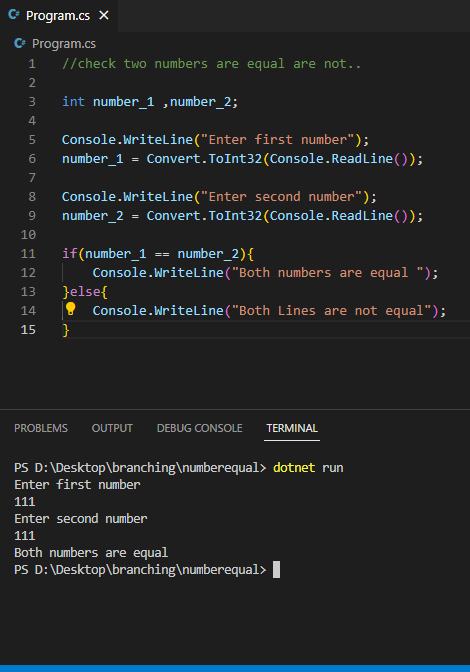 C# Program.cs ×
C# Program.cs
1 //check two numbers are equal are not..
2
3 int number_1 ,number_2;
4
5 Console.WriteLine("Enter first number");
6 number_1 = Convert.ToInt32(Console.ReadLine());
7
8 Console.WriteLine("Enter second number");
9 number_2 = Convert.ToInt32(Console.ReadLine());
10
11 if(number_1 == number_2){
12     Console.WriteLine("Both numbers are equal ");
13 }else{
14     Console.WriteLine("Both Lines are not equal");
15 }
PROBLEMS OUTPUT DEBUG CONSOLE TERMINAL
PS D:\Desktop\branching\numberequal> dotnet run
Enter first number
111
Enter second number
111
Both numbers are equal
PS D:\Desktop\branching\numberequal>